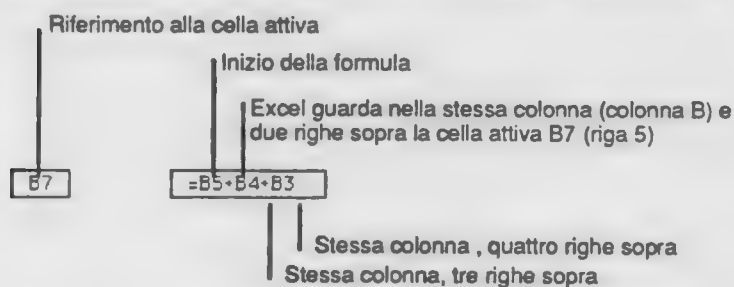 Riferimento alla cella attiva
Inizio della formula
Excel guarda nella stessa colonna (colonna B) e
due righe sopra la cella attiva B7 (riga 5)
B7
=B5+B4+B3
Stessa colonna , quattro righe sopra
Stessa colonna, tre righe sopra